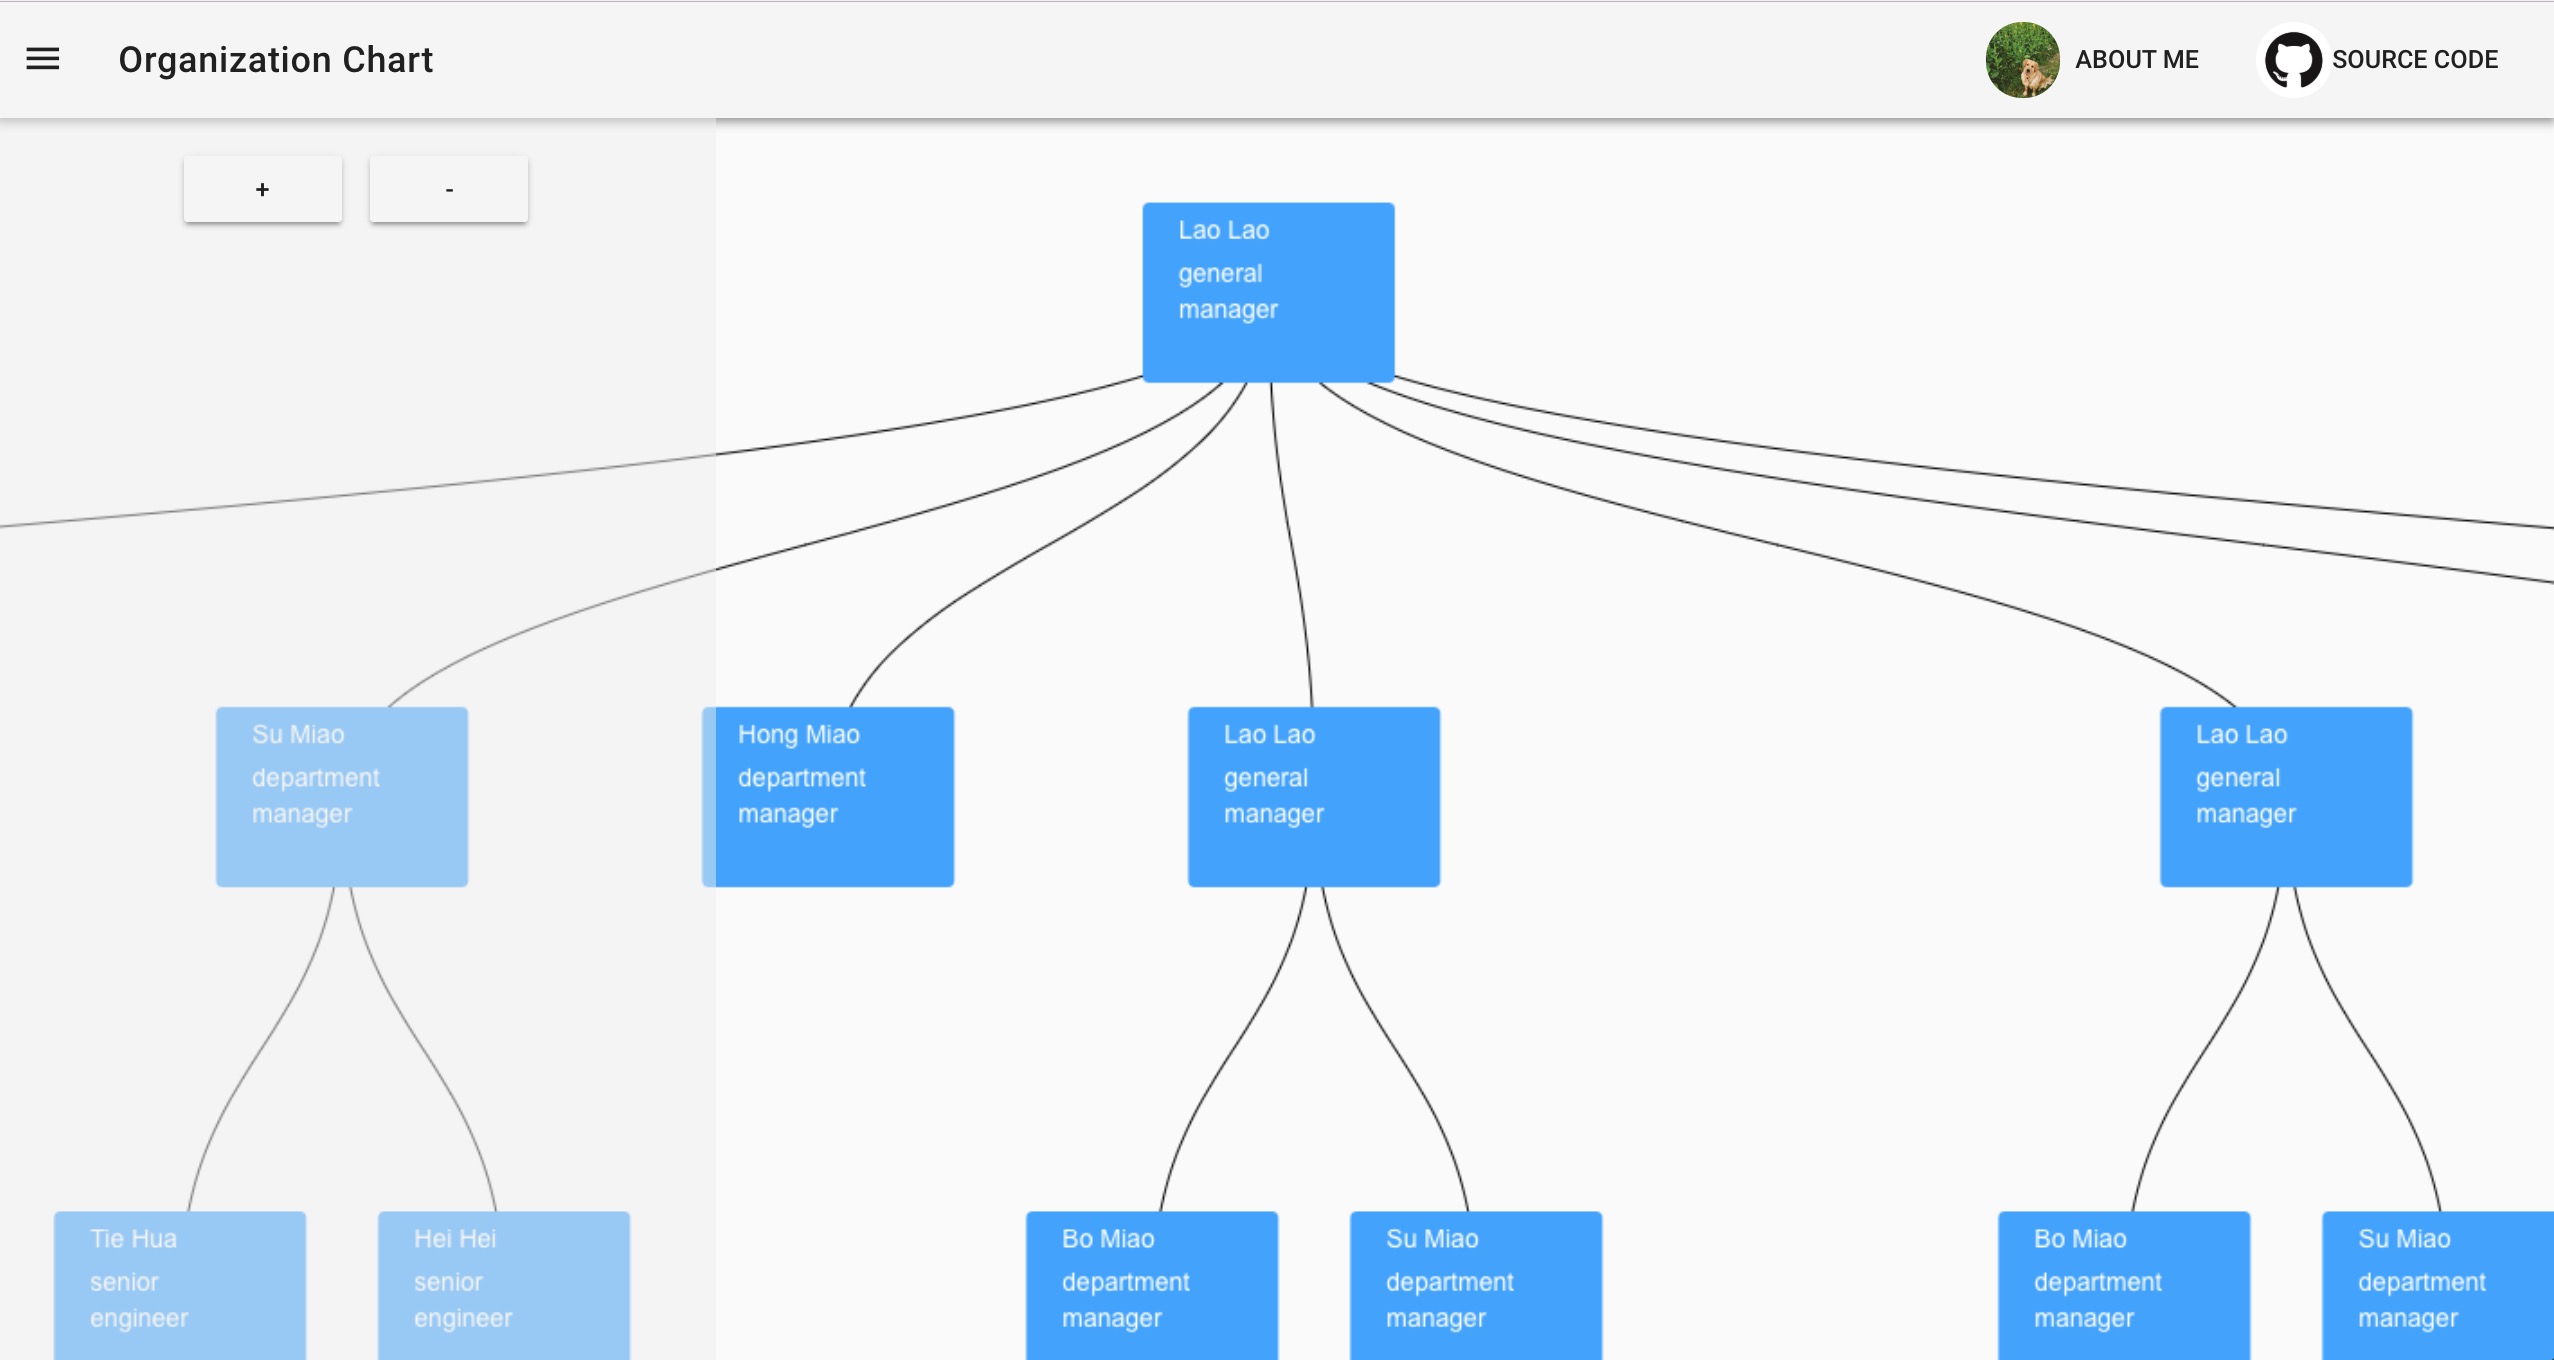 Organization Chart
ABOUT ME
SOURCE CODE
+
-
Lao Lao
general
manager
Su Miao
department
manager
Hong Miao
department
manager
Lao Lao
general
manager
Lao Lao
general
manager
Tie Hua
senior
engineer
Hei Hei
senior
engineer
Bo Miao
department
manager
Su Miao
department
manager
Bo Miao
department
manager
Su Miao
department
manager